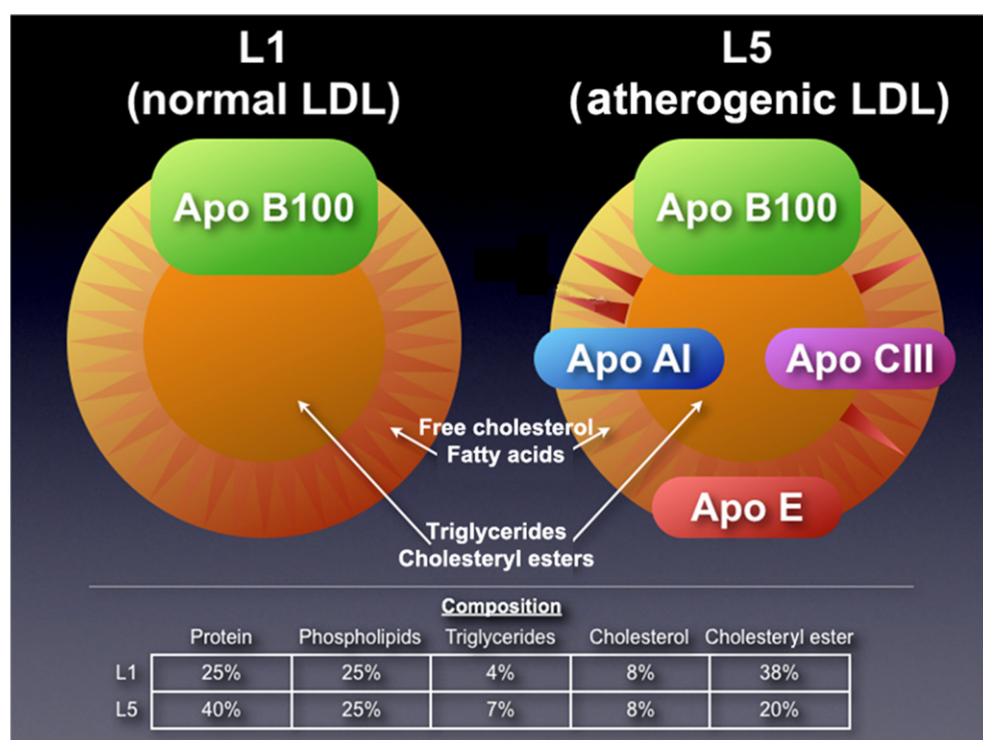 L1
(normal LDL)
L5
(atherogenic LDL)
Apo B100
Apo B100
Apo AI
Apo CIII
Free cholesterol
Fatty acids
Apo E
Triglycerides
Cholesteryl esters
Composition
Protein Phospholipids Triglycerides Cholesterol Cholesteryl ester
L1 25% 25% 4% 8% 38%
L5 40% 25% 7% 8% 20%